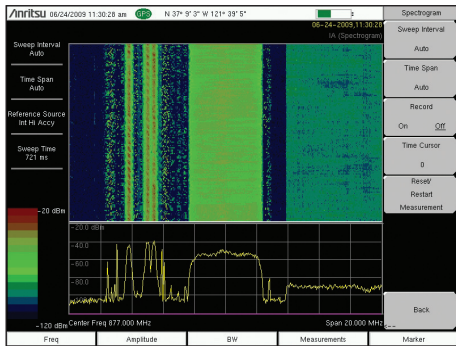 Anritsu 06/24/2009 11:30:28 am GPS N 37° 9' 3" W 121° 39' 5"
Spectrogram
06-24-2009,11:30:28
IA (Spectrogram)
Sweep Interval
Auto
Time Span
Auto
Reference Source
Int Hi Accy
Sweep Time
721 ms
-20 dBm
-120 dBm
-20.0 dBm
-40.0
-60.0
-80.0
Center Freq 877.000 MHz
Span 20.000 MHz
Sweep Interval
Auto
Time Span
Auto
Record
On Off
Time Cursor
0
Reset/
Restart
Measurement
Back
<---
Freq
Amplitude
BW
Measurements
Marker